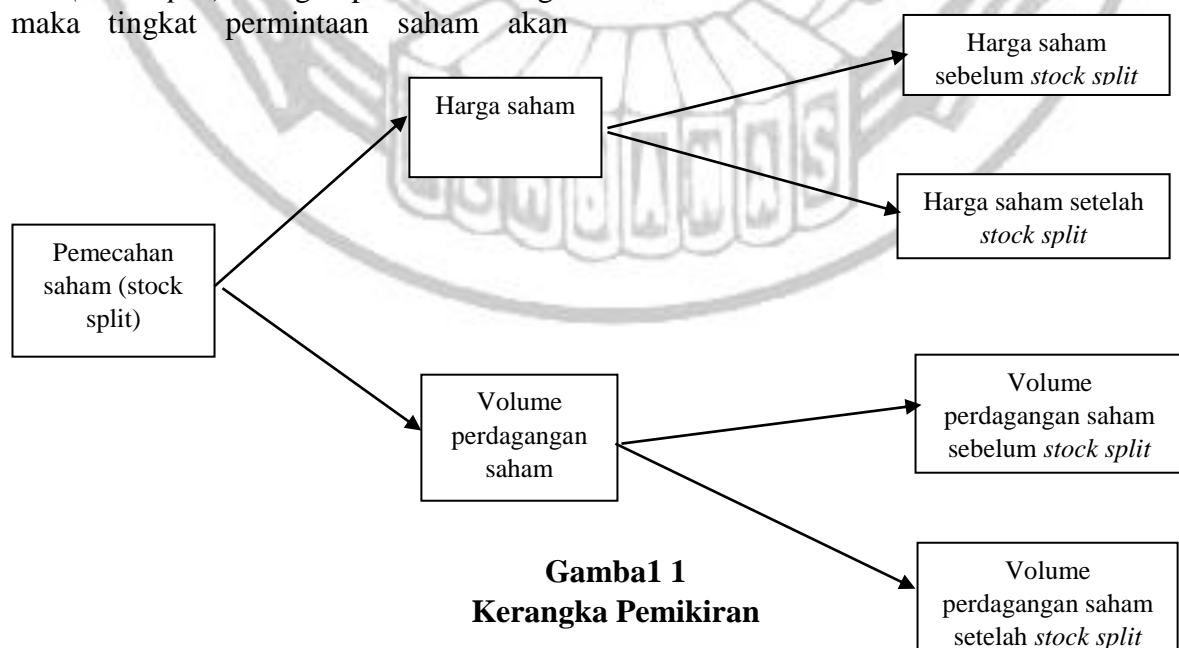 maka tingkat permintaan saham akan
Harga saham
sebelum stock split
Harga saham
Harga saham setelah
stock split
Pemecahan
saham (stock
split)
Volume
perdagangan saham
sebelum stock split
Volume
perdagangan
saham
Volume
perdagangan saham
setelah stock split
Gamba1 1
Kerangka Pemikiran